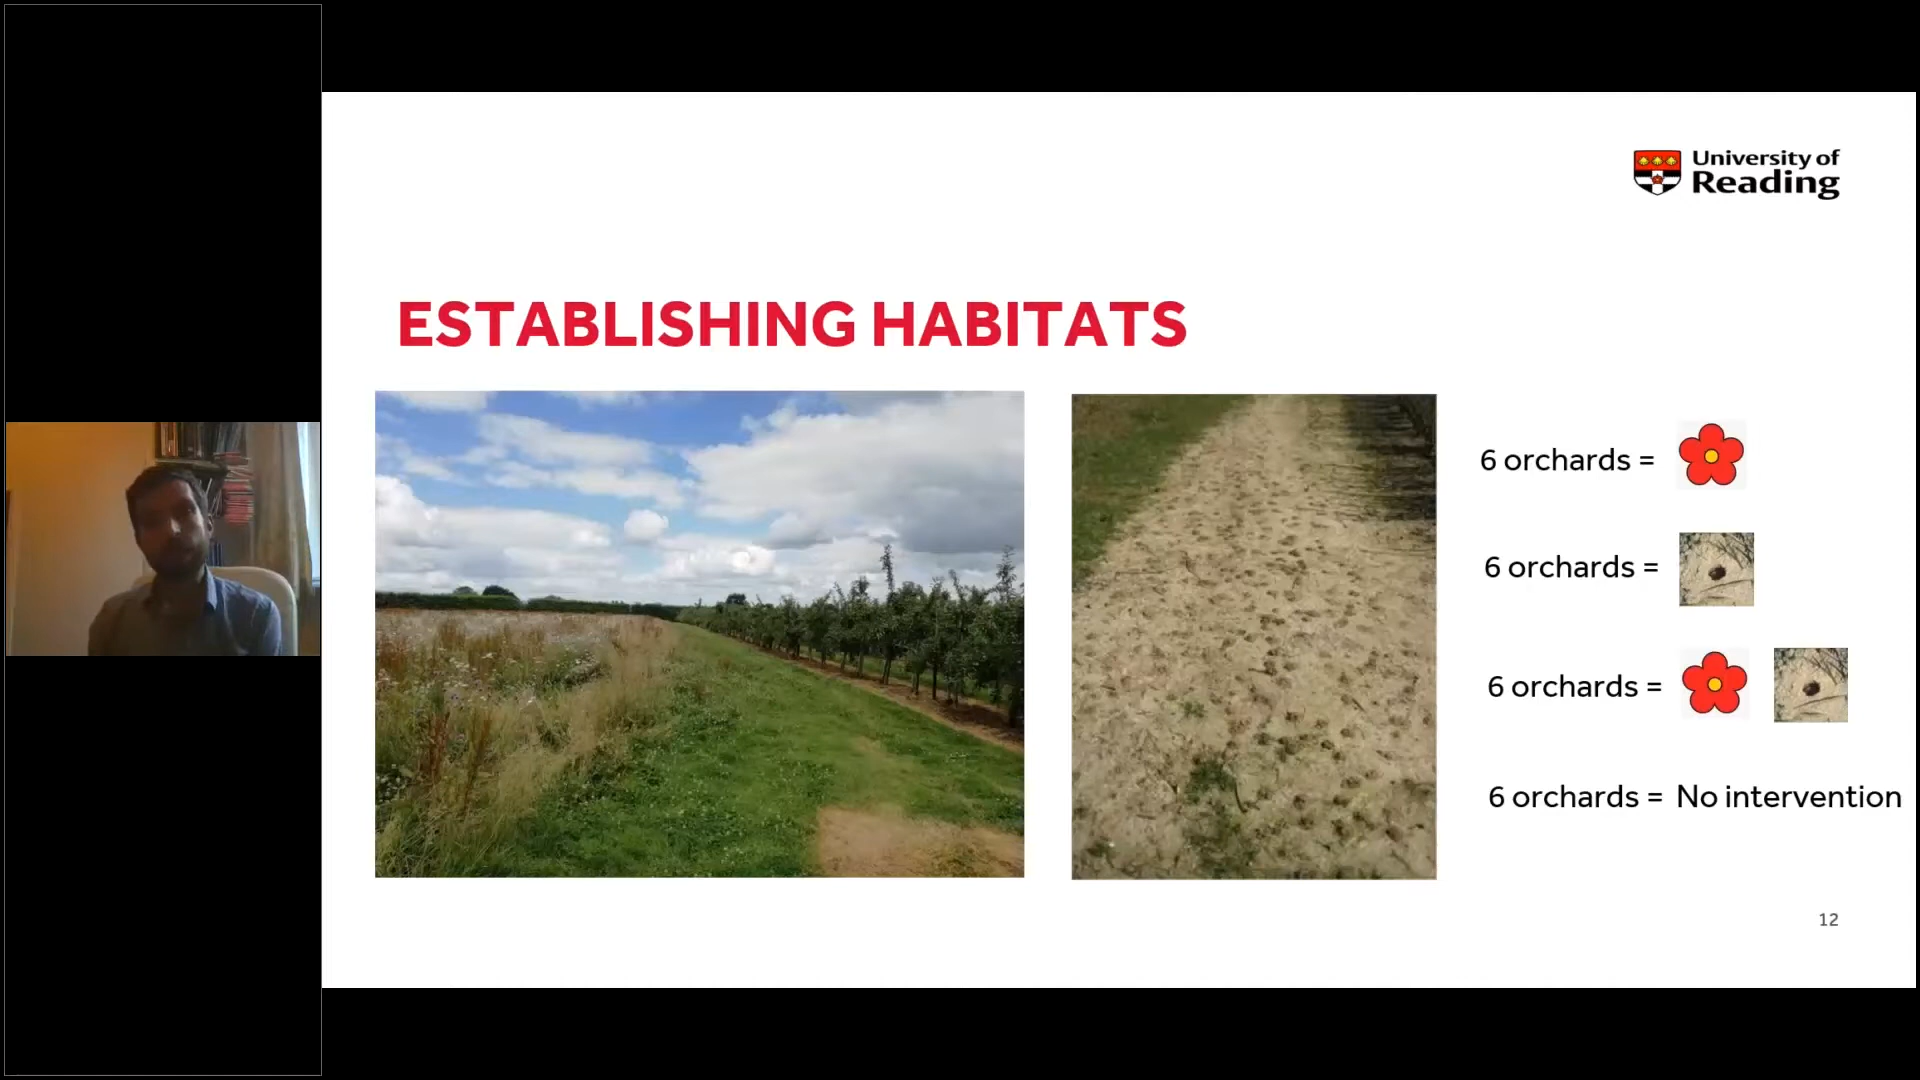 University of
Reading
ESTABLISHING HABITATS
6 orchards =
6 orchards =
6 orchards =
6 orchards = No intervention
12